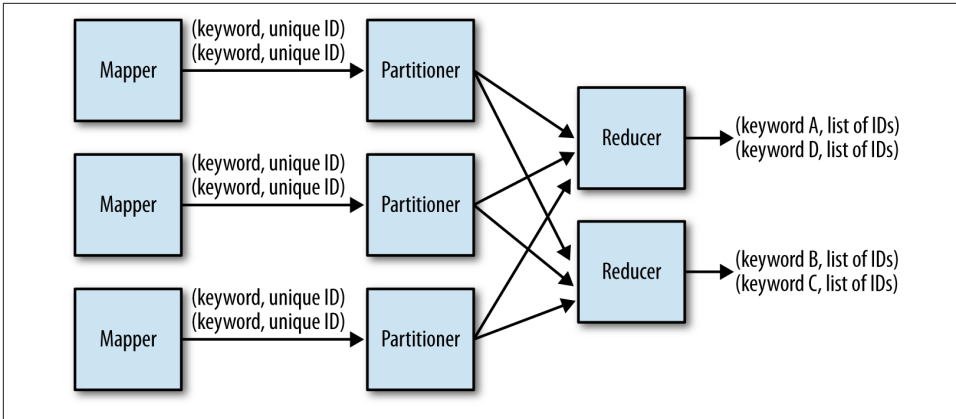 (keyword, unique ID)
(keyword, unique ID)
Mapper
Partitioner
(keyword, unique ID)
(keyword, unique ID)
Mapper
Partitioner
(keyword, unique ID)
(keyword, unique ID)
Mapper
Partitioner
Reducer
(keyword A, list of IDs)
(keyword D, list of IDs)
Reducer
(keyword B, list of IDs)
(keyword C, list of IDs)